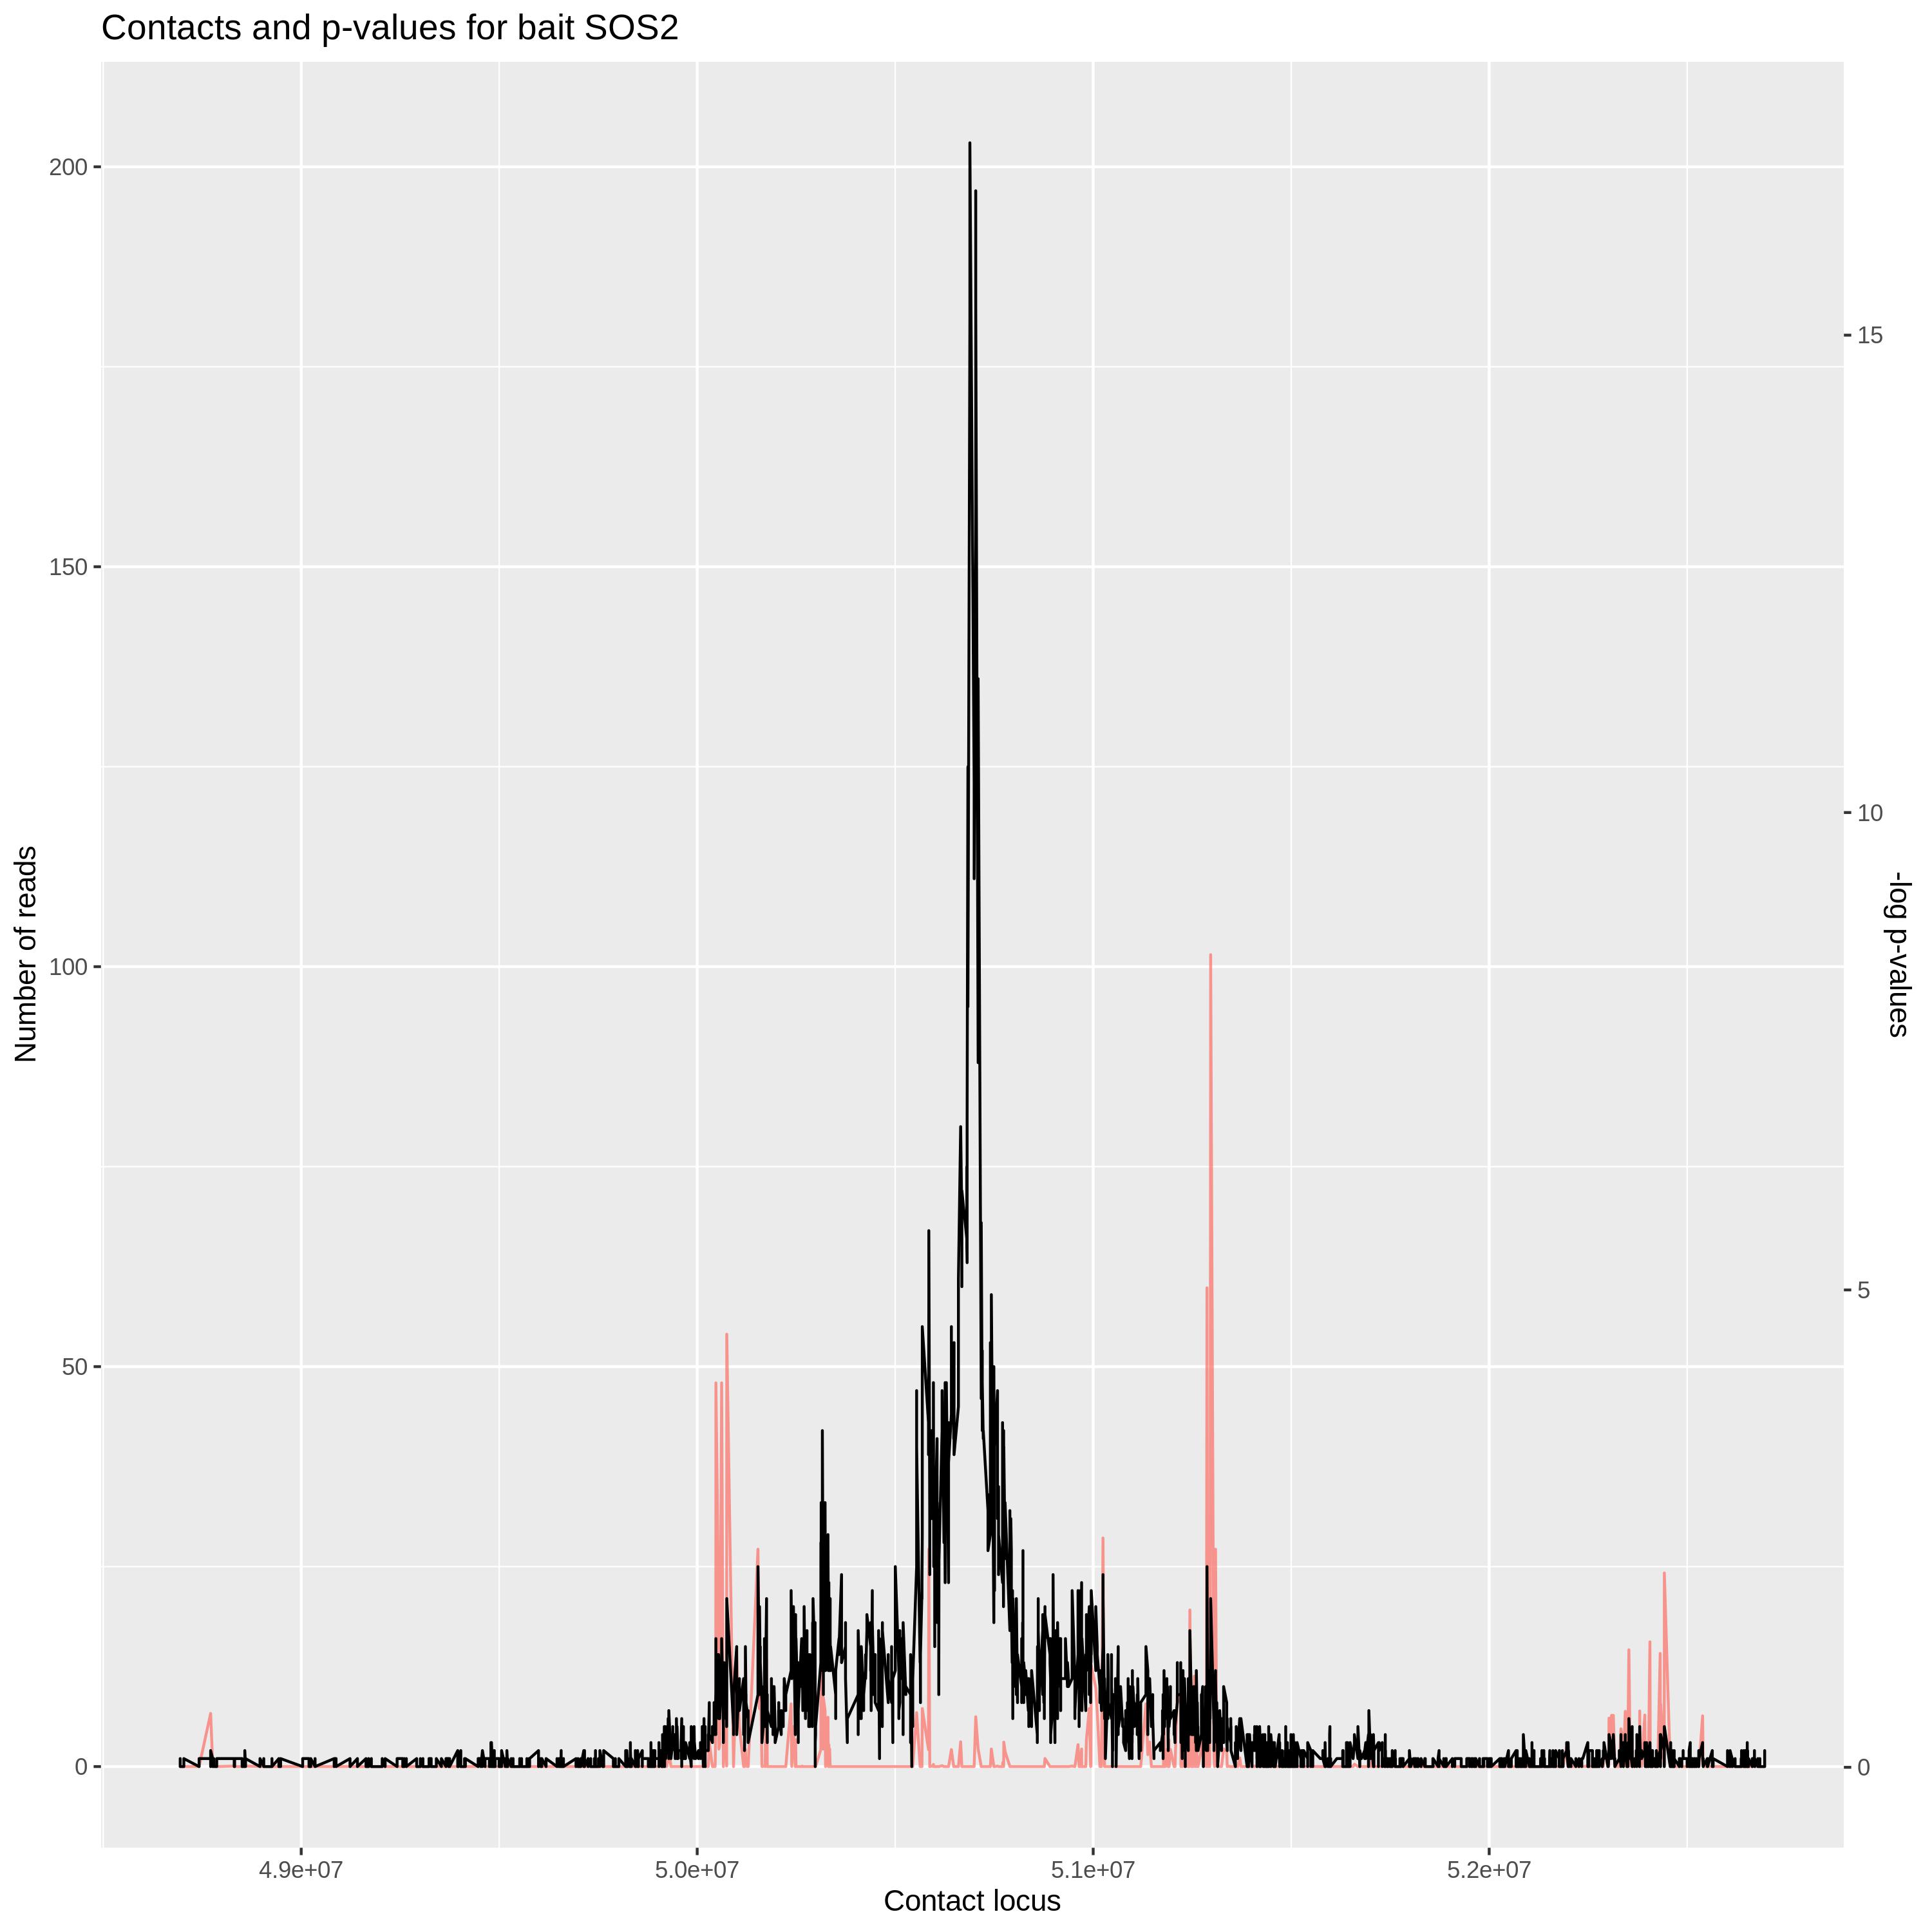 Contacts and p-values for bait SOS2
200
150
100
50
0
Number of reads
15
10
5
0
-log p-values
4.9e+07
5.0e+07
5.1e+07
5.2e+07
Contact locus